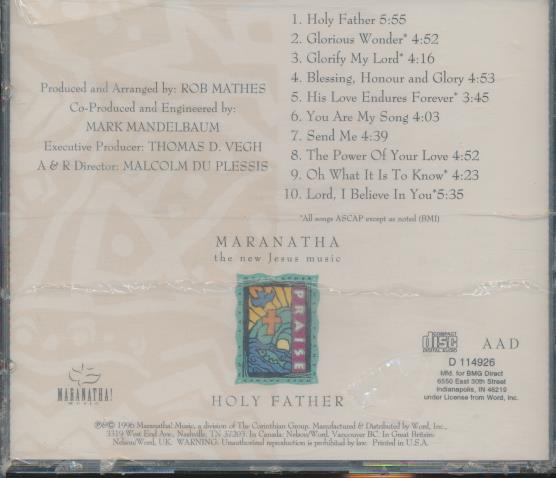 1. Holy Father 5:55
2. Glorious Wonder* 4:52
3. Glorify My Lord* 4:16
4. Blessing, Honour and Glory 4:53
5. His Love Endures Forever* 3:45
6. You Are My Song 4:03
7. Send Me 4:39
8. The Power Of Your Love 4:52
9. Oh What It Is To Know* 4:23
10. Lord, I Believe In You*5:35
*All songs ASCAP except as noted (BMI)
Produced and Arranged by: ROB MATHES
Co-Produced and Engineered by:
MARK MANDELBAUM
Executive Producer: THOMAS D. VEGH
A & R Director: MALCOLM DU PLESSIS
MARANATHA
the new Jesus music
PRAISE
HOLY FATHER
MARANATHA!
MUSIC
COMPACT
disc
DIGITAL AUDIO
AAD
D 114926
Mfd. for BMG Direct
6550 East 30th Street
Indianapolis, IN 46219
under License from Word, Inc.
℗© 1996 Maranatha! Music, a division of The Corinthian Group. Manufactured & Distributed by Word, Inc.,
3319 West End Ave., Nashville, TN 37203. In Canada: Nelson/Word, Vancouver BC. In Great Britain:
Nelson/Word, UK. WARNING: Unauthorized reproduction is prohibited by law. Printed in U.S.A.